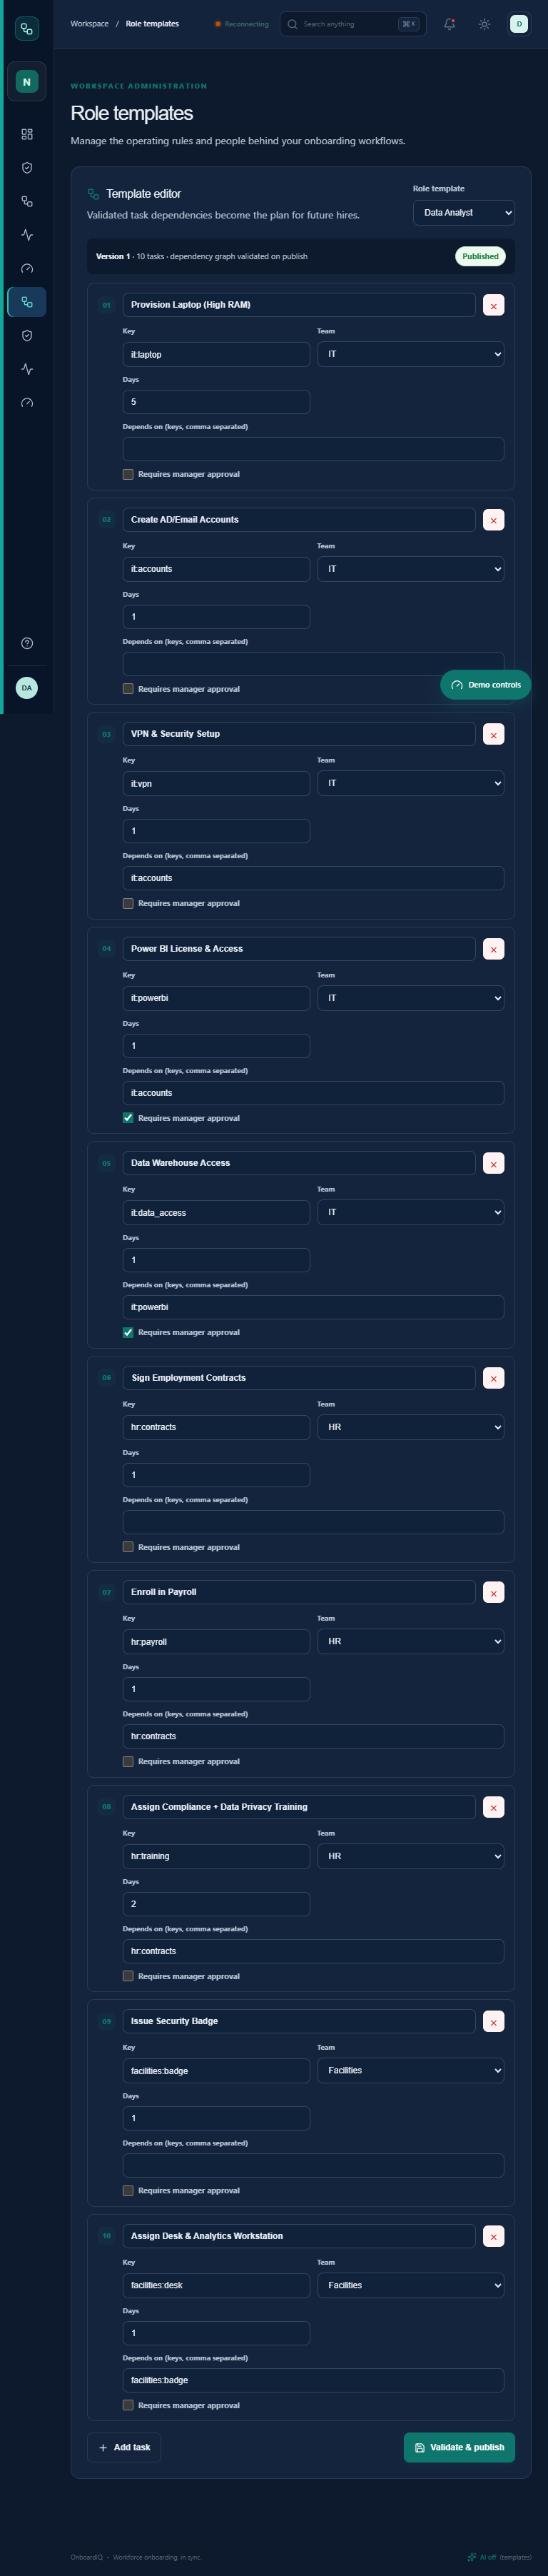 Workspace / Role templates
Reconnecting
Search anything
⌘ K
D
N
WORKSPACE ADMINISTRATION
Role templates
Manage the operating rules and people behind your onboarding workflows.
Template editor
Validated task dependencies become the plan for future hires.
Role template
Data Analyst
Version 1 · 10 tasks · dependency graph validated on publish
Published
01
Provision Laptop (High RAM)
Key
Team
it:laptop
IT
Days
5
Depends on (keys, comma separated)
Requires manager approval
02
Create AD/Email Accounts
Key
Team
it:accounts
IT
Days
1
Depends on (keys, comma separated)
Requires manager approval
DA
Demo controls
03
VPN & Security Setup
Key
Team
it:vpn
IT
Days
1
Depends on (keys, comma separated)
it:accounts
Requires manager approval
04
Power BI License & Access
Key
Team
it:powerbi
IT
Days
1
Depends on (keys, comma separated)
it:accounts
Requires manager approval
05
Data Warehouse Access
Key
Team
it:data_access
IT
Days
1
Depends on (keys, comma separated)
it:powerbi
Requires manager approval
06
Sign Employment Contracts
Key
Team
hr:contracts
HR
Days
1
Depends on (keys, comma separated)
Requires manager approval
07
Enroll in Payroll
Key
Team
hr:payroll
HR
Days
1
Depends on (keys, comma separated)
hr:contracts
Requires manager approval
08
Assign Compliance + Data Privacy Training
Key
Team
hr:training
HR
Days
2
Depends on (keys, comma separated)
hr:contracts
Requires manager approval
09
Issue Security Badge
Key
Team
facilities:badge
Facilities
Days
1
Depends on (keys, comma separated)
Requires manager approval
10
Assign Desk & Analytics Workstation
Key
Team
facilities:desk
Facilities
Days
1
Depends on (keys, comma separated)
facilities:badge
Requires manager approval
Add task
Validate & publish
OnboardIQ · Workforce onboarding, in sync.
AI off (templates)